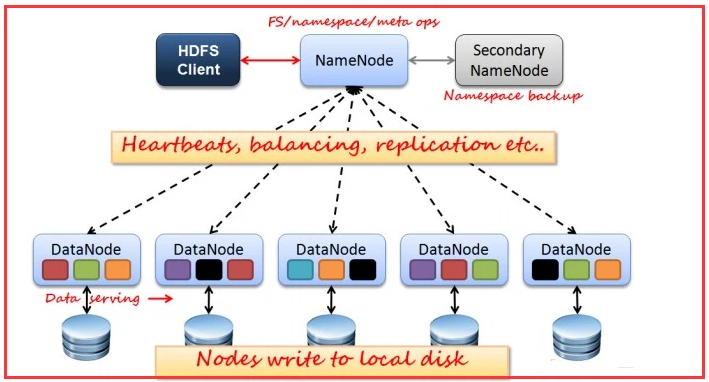 FS/namespace/meta ops
HDFS
Client
NameNode
Secondary
NameNode
Namespace backup
Heartbeats, balancing, replication etc..
DataNode
DataNode
DataNode
DataNode
DataNode
Data serving
Nodes write to local disk